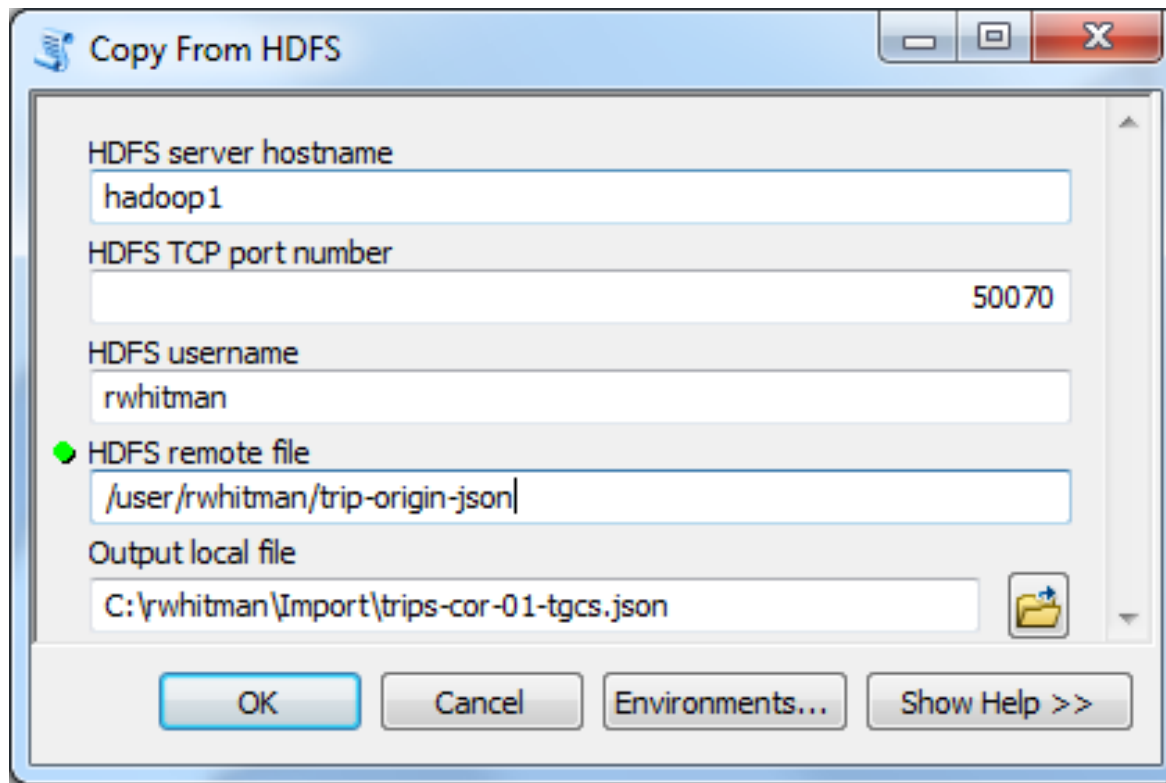 Copy From HDFS
HDFS server hostname
hadoop1
HDFS TCP port number
50070
HDFS username
rwhitman
HDFS remote file
/user/rwhitman/trip-origin-json
Output local file
C:\rwhitman\Import\trips-cor-01-tgcs.json
OK Cancel Environments... Show Help >>